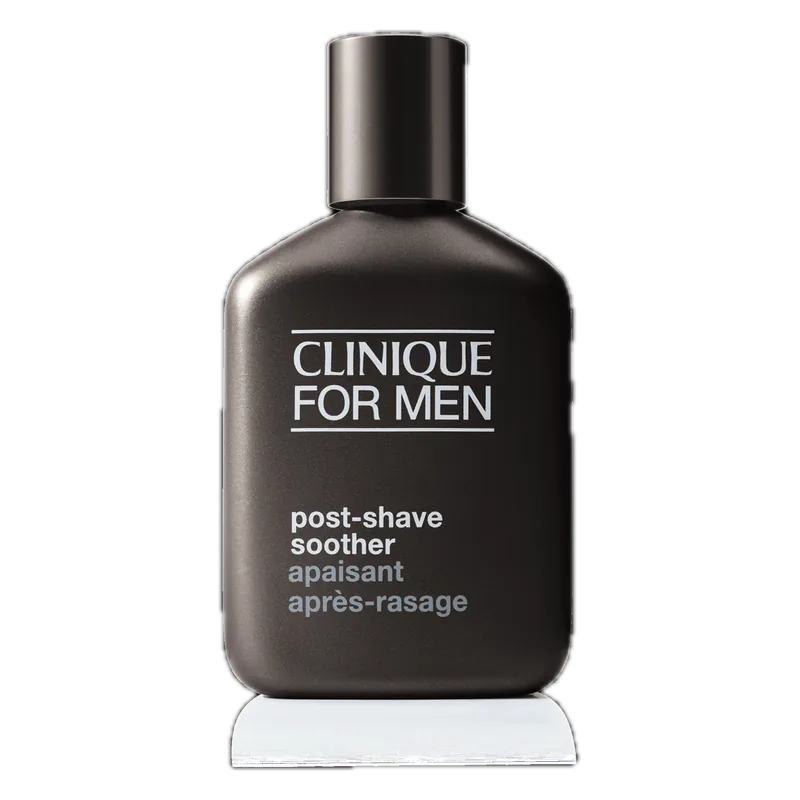 CLINIQUE
FOR MEN
post-shave
soother
apaisant
après-rasage